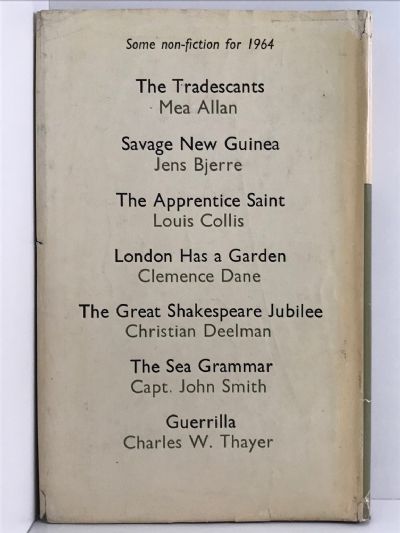 Some non-fiction for 1964
The Tradescants
Mea Allan
Savage New Guinea
Jens Bjerre
The Apprentice Saint
Louis Collis
London Has a Garden
Clemence Dane
The Great Shakespeare Jubilee
Christian Deelman
The Sea Grammar
Capt. John Smith
Guerrilla
Charles W. Thayer